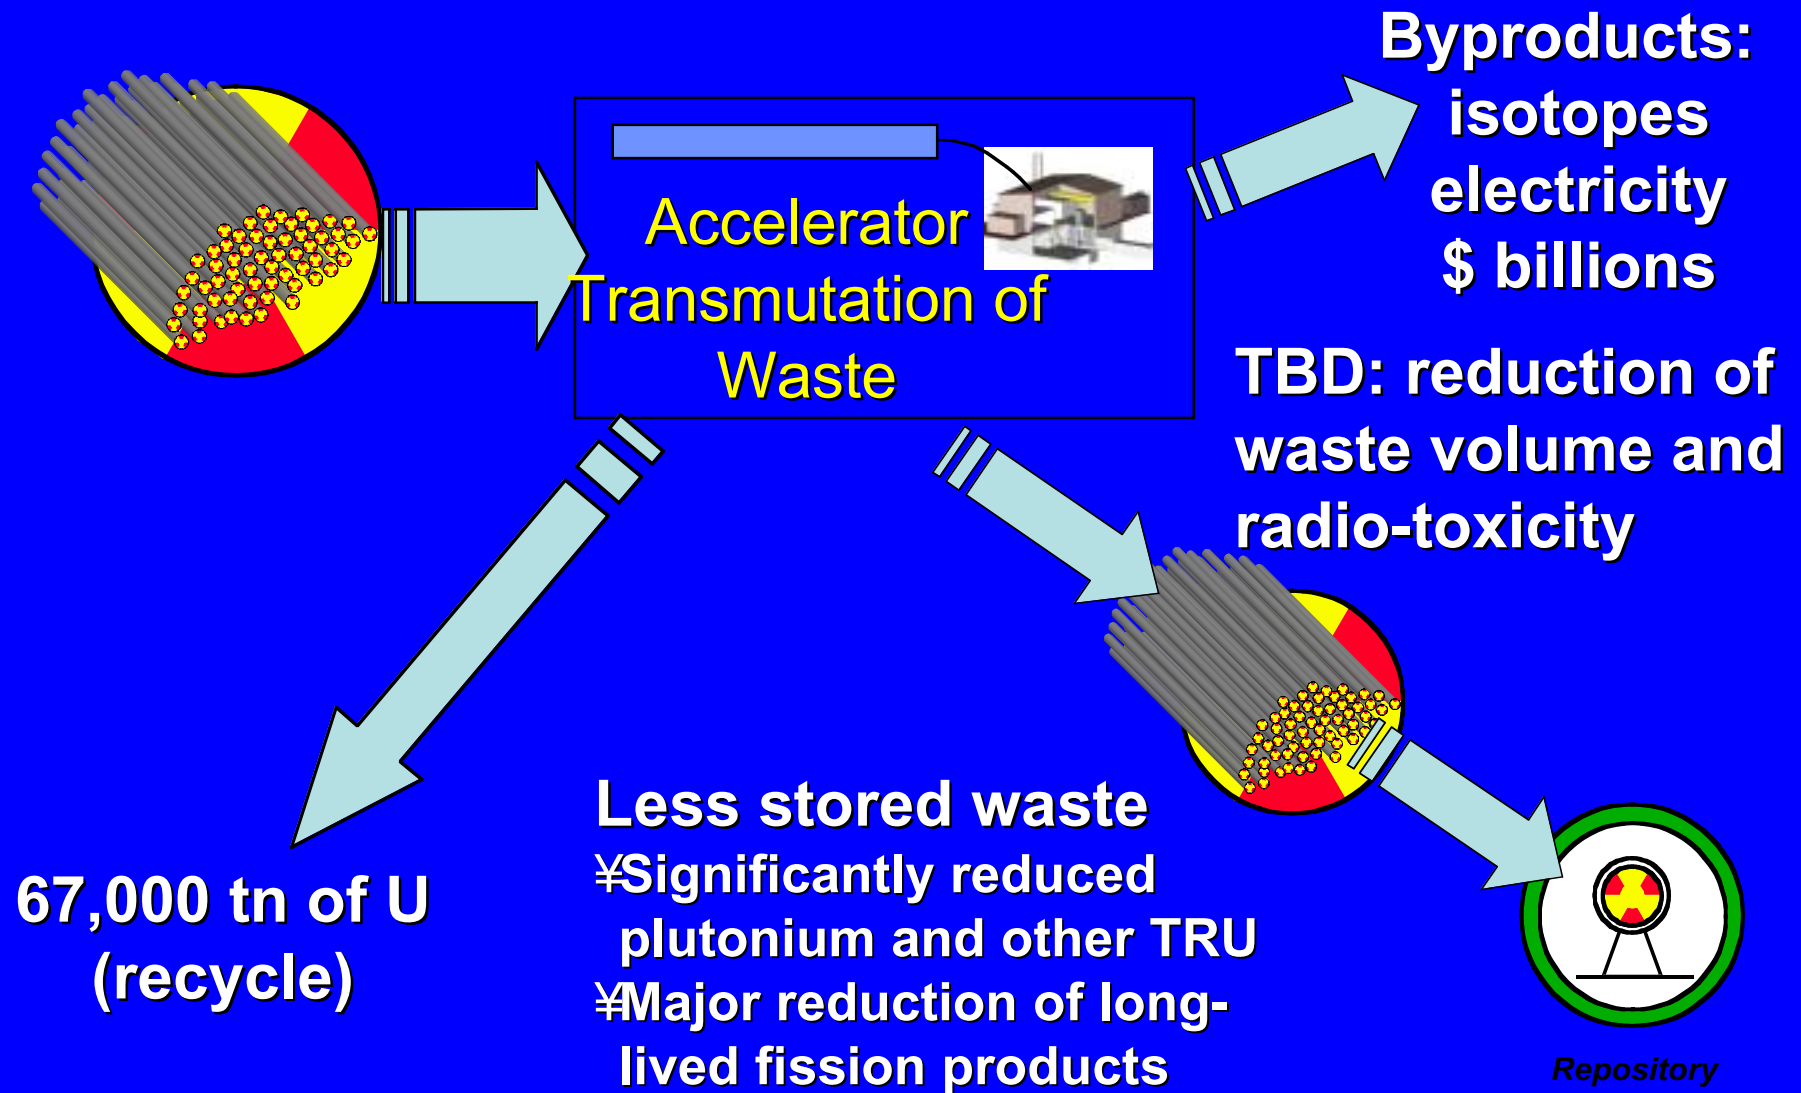 Byproducts:
isotopes
electricity
$ billions
Accelerator
Transmutation of
Waste
TBD: reduction of
waste volume and
radio-toxicity
67,000 tn of U
(recycle)
Less stored waste
¥Significantly reduced
plutonium and other TRU
¥Major reduction of long-
lived fission products
Repository